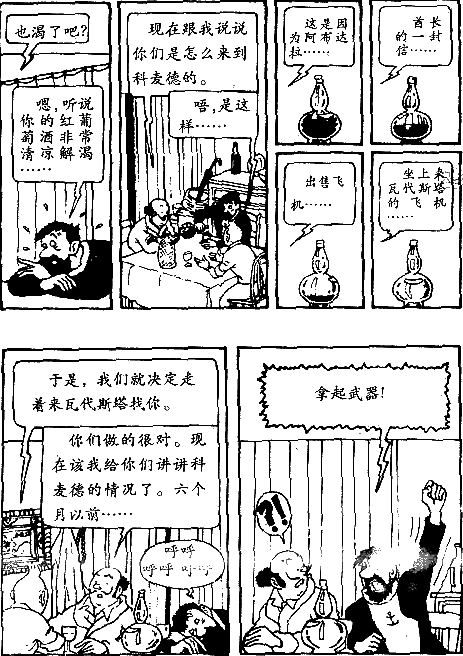 也渴了吧?
嗯,听说
你的红葡
萄酒非常
清凉解渴
……
现在跟我说说
你们是怎么来到
科麦德的。
唔,是这
样……
这是因
为阿布达
拉……
首长
的一封
信……
出售飞
机……
坐上来
瓦代斯塔
的飞机
……
于是,我们就决定走
着来瓦代斯塔找你。
你们做的很对。现
在该我给你们讲讲科
麦德的情况了。六个
月以前……
呼呼
呼呼 呼呼
拿起武器!
?!